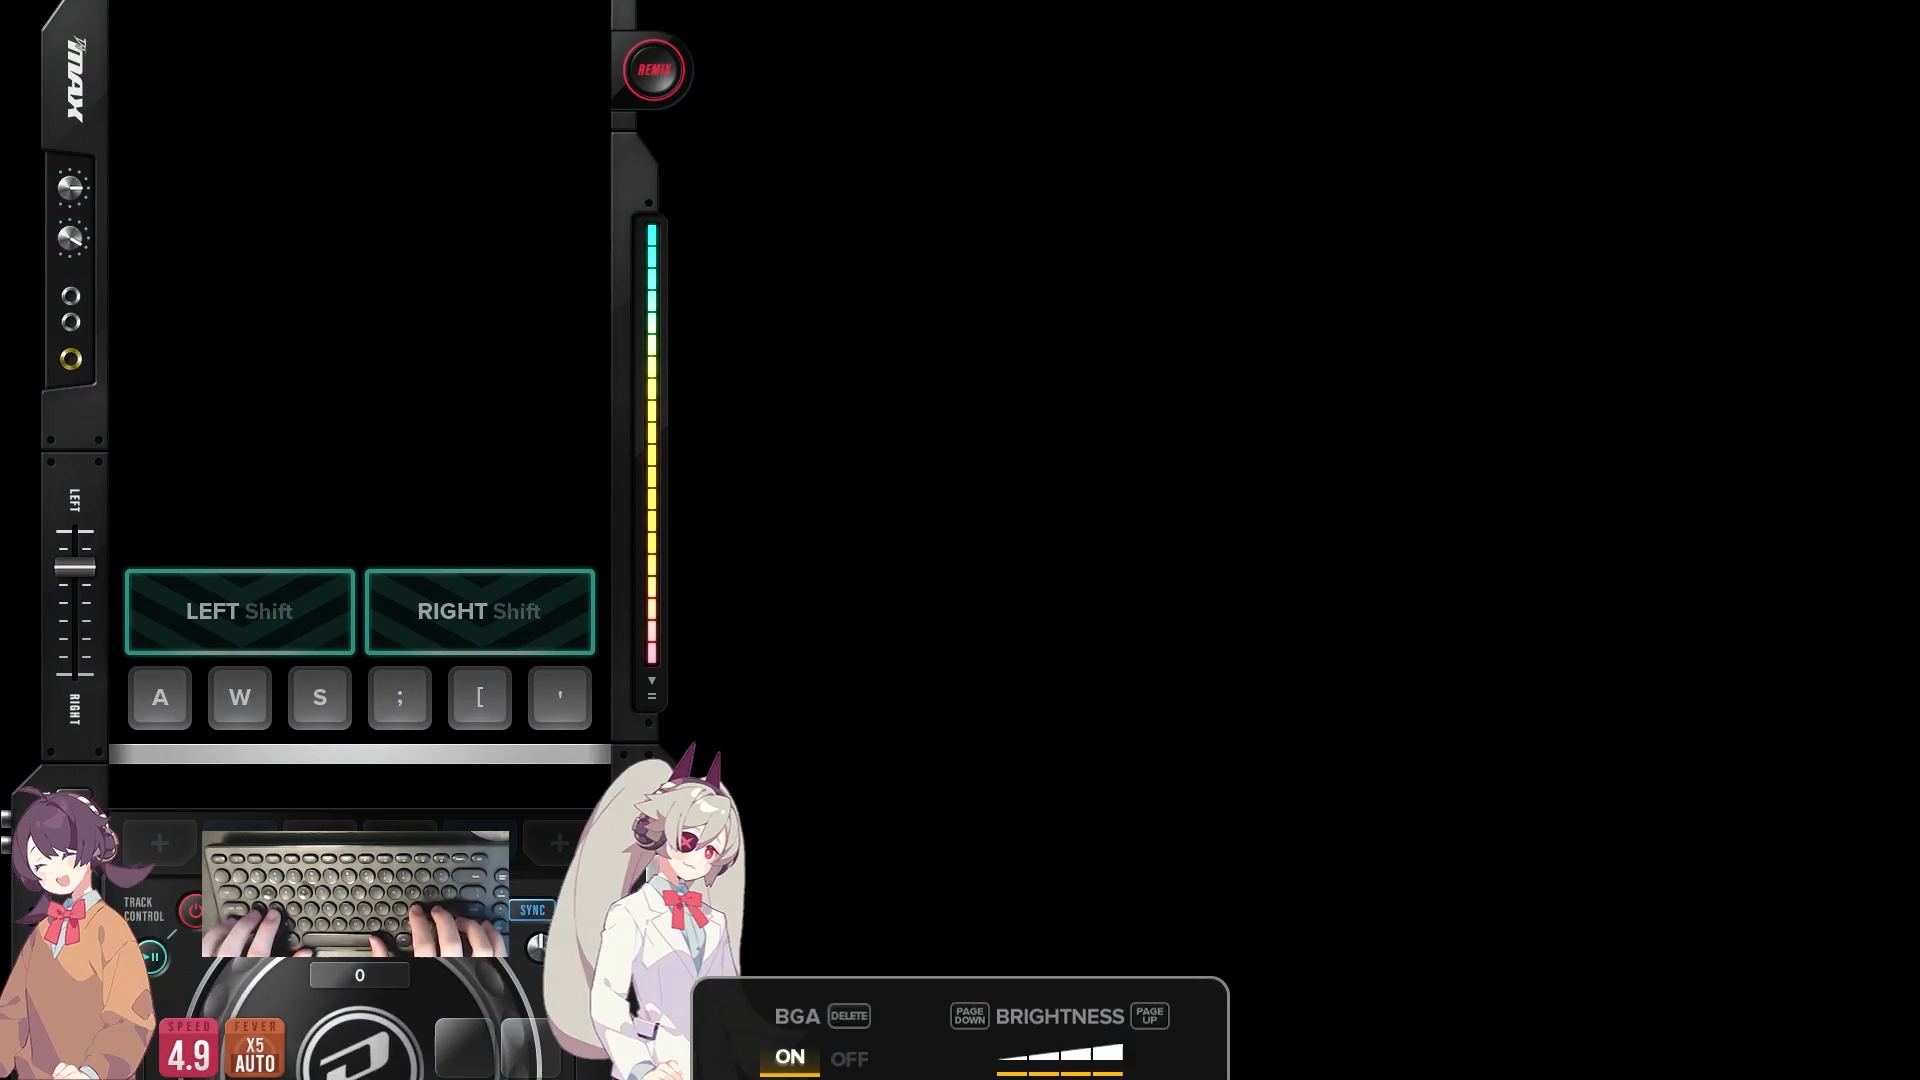 THE MAX
REMIX
LEFT
RIGHT
LEFT Shift
RIGHT Shift
A
W
S
;
[
'
TRACK
CONTROL
SYNC
0
SPEED
4.9
FEVER
X5
AUTO
BGA DELETE
ON OFF
PAGE DOWN BRIGHTNESS PAGE UP